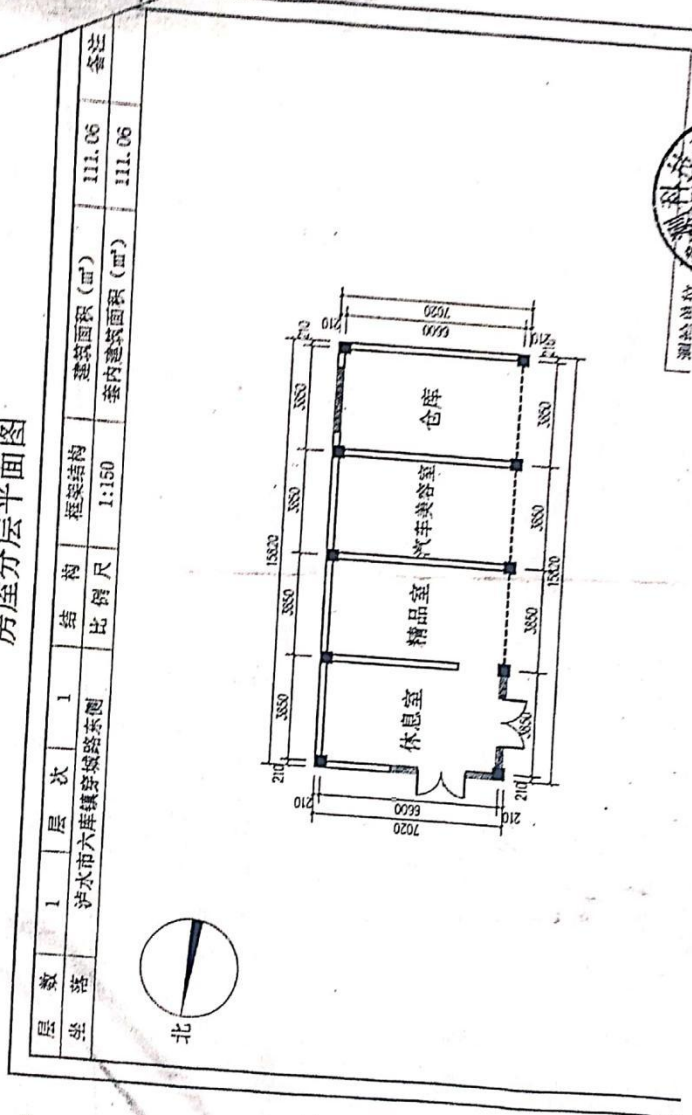 房屋分层平面图
层 数 1 层 次 1 结 构 框架结构 建筑面积（㎡） 111.06 备注
坐 落 泸水市六库镇穿城路东侧 比 例 尺 1:150 套内建筑面积（㎡） 111.06
北
15820
210 3850 3850 3850 3850 210
210 6600 210
7020
休息室 精品室 汽车美容室 仓库
210 6600 210
7020
210 3850 3850 3850 3850 210
15820